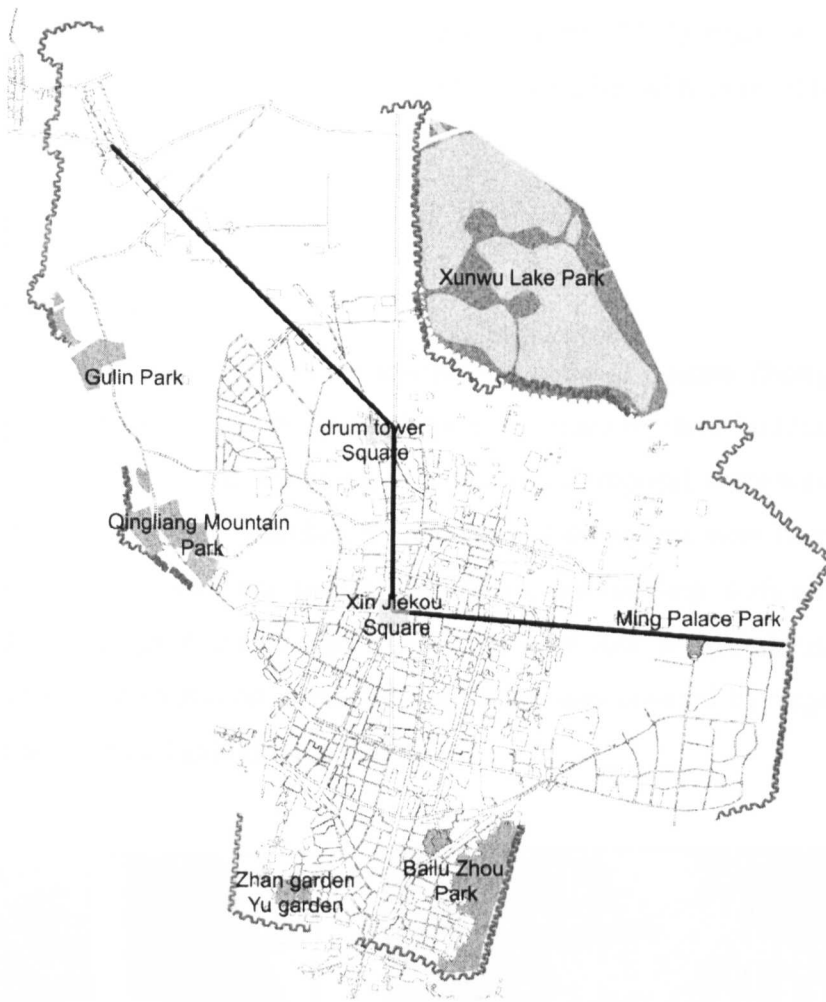 Xunwu Lake Park
Gulin Park
drum tower
Square
Qingliang Mountain
Park
Xin Jiekou
Square
Ming Palace Park
Bailu Zhou
Park
Zhan garden
Yu garden